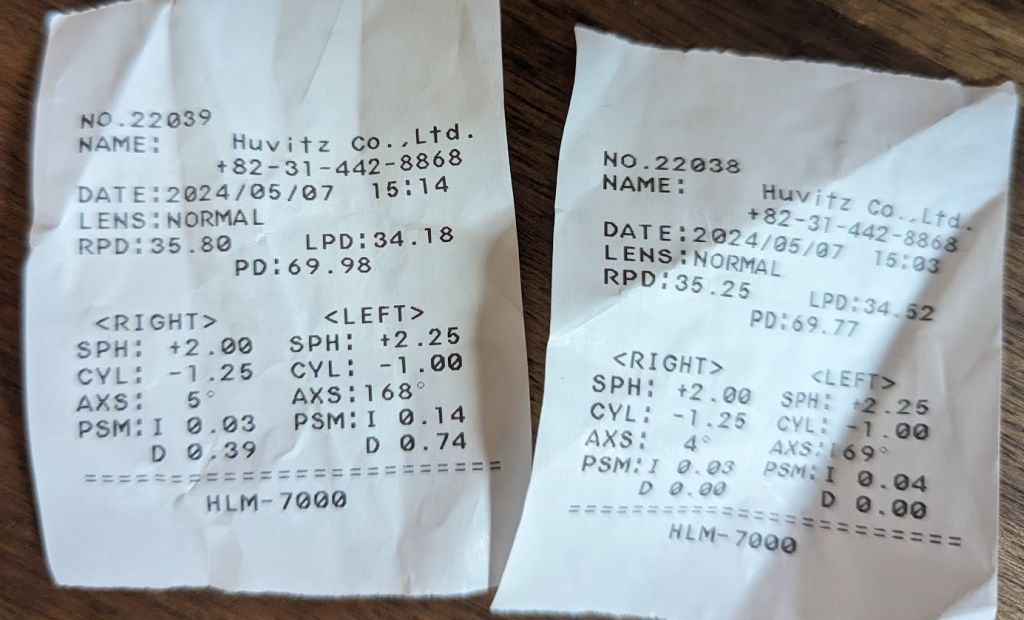 NO.22039
NAME: Huvitz Co.,Ltd.
+82-31-442-8868
DATE:2024/05/07 15:14
LENS:NORMAL
RPD:35.80 LPD:34.18
PD:69.98
<RIGHT> <LEFT>
SPH: +2.00 SPH: +2.25
CYL: -1.25 CYL: -1.00
AXS: 5° AXS:168°
PSM:I 0.03 PSM:I 0.14
D 0.39 D 0.74
==========================
HLM-7000
NO.22038
NAME: Huvitz Co.,Ltd.
+82-31-442-8868
DATE:2024/05/07 15:03
LENS:NORMAL
RPD:35.25 LPD:34.52
PD:69.77
<RIGHT> <LEFT>
SPH: +2.00 SPH: +2.25
CYL: -1.25 CYL: -1.00
AXS: 4° AXS:169°
PSM:I 0.03 PSM:I 0.04
D 0.00 D 0.00
==========================
HLM-7000